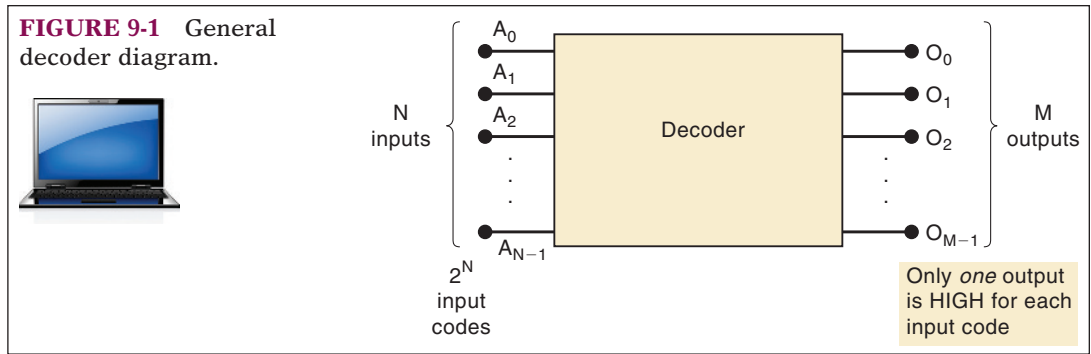 FIGURE 9-1 General
decoder diagram.
N
inputs
A₀
A₁
A₂
.
.
.
Aₙ₋₁
2ᴺ
input
codes
Decoder
O₀
O₁
O₂
.
.
.
O_M−1
M
outputs
Only one output
is HIGH for each
input code